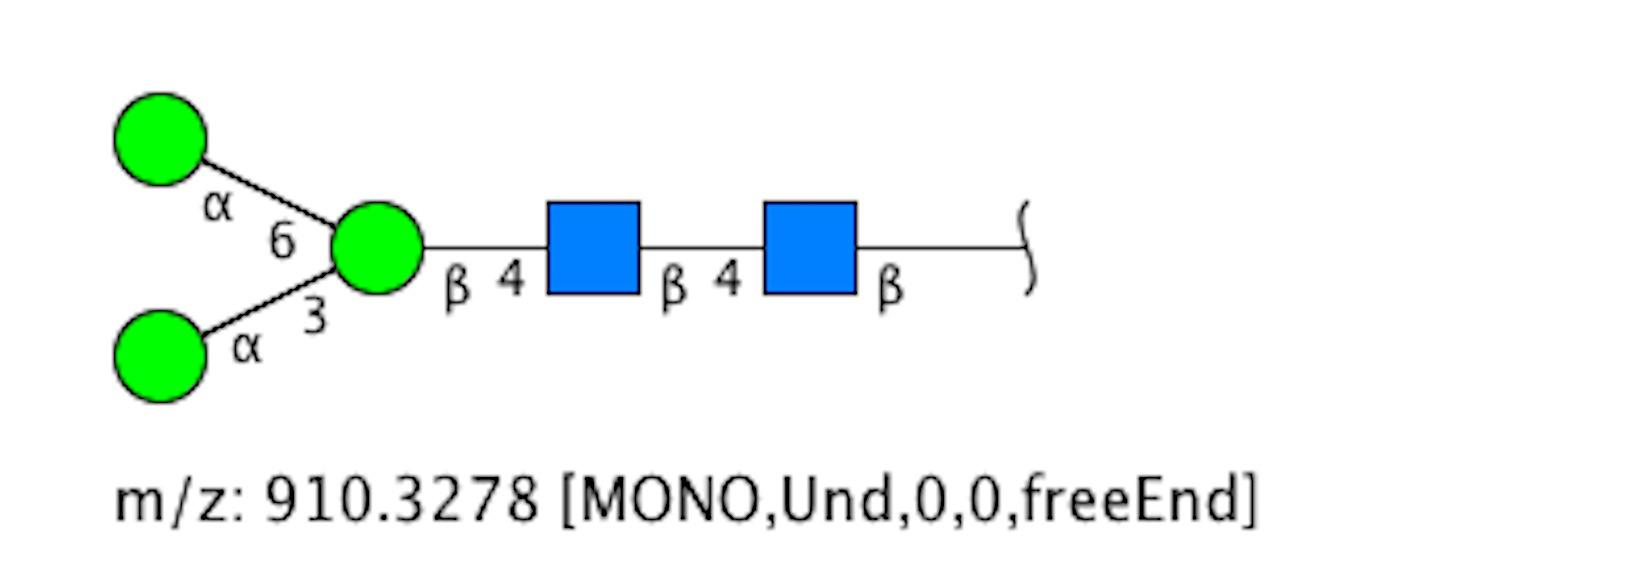 α
6
3
α
β 4
β 4
β
m/z: 910.3278 [MONO,Und,0,0,freeEnd]